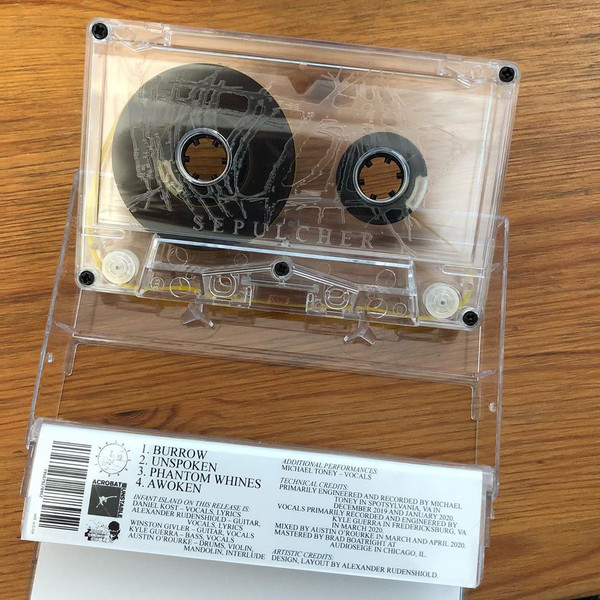 SEPULCHER
1. BURROW
2. UNSPOKEN
3. PHANTOM WHINES
4. AWOKEN
ACROBAT
UNSTABLE
INFANT ISLAND ON THIS RELEASE IS:
DANIEL KOST – VOCALS, LYRICS
ALEXANDER RUDENSHIOLD – GUITAR,
VOCALS, LYRICS
WINSTON GIVLER – GUITAR, VOCALS
KYLE GUERRA – BASS, VOCALS
AUSTIN O'ROURKE – DRUMS, VIOLIN,
MANDOLIN, INTERLUDE
ADDITIONAL PERFORMANCES:
MICHAEL TONEY – VOCALS
TECHNICAL CREDITS:
PRIMARILY ENGINEERED AND RECORDED BY MICHAEL
TONEY IN SPOTSYLVANIA, VA IN
DECEMBER 2019 AND JANUARY 2020.
VOCALS PRIMARILY RECORDED AND ENGINEERED BY
KYLE GUERRA IN FREDERICKSBURG, VA
IN MARCH 2020.
MIXED BY AUSTIN O'ROURKE IN MARCH AND APRIL 2020.
MASTERED BY BRAD BOATRIGHT AT
AUDIOSEIGE IN CHICAGO, IL.
ARTISTIC CREDITS:
DESIGN, LAYOUT BY ALEXANDER RUDENSHIOLD.